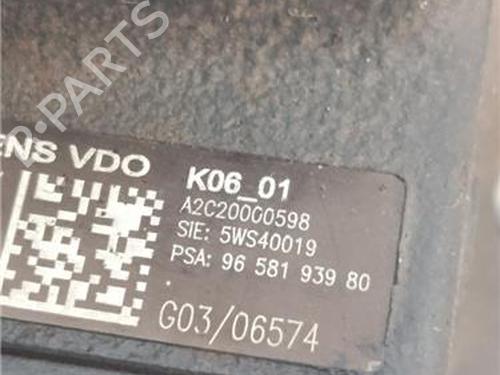 B-PARTS
ENS VDO
K06_01
A2C20000598
SIE: 5WS40019
PSA: 96 581 939 80
G03/06574